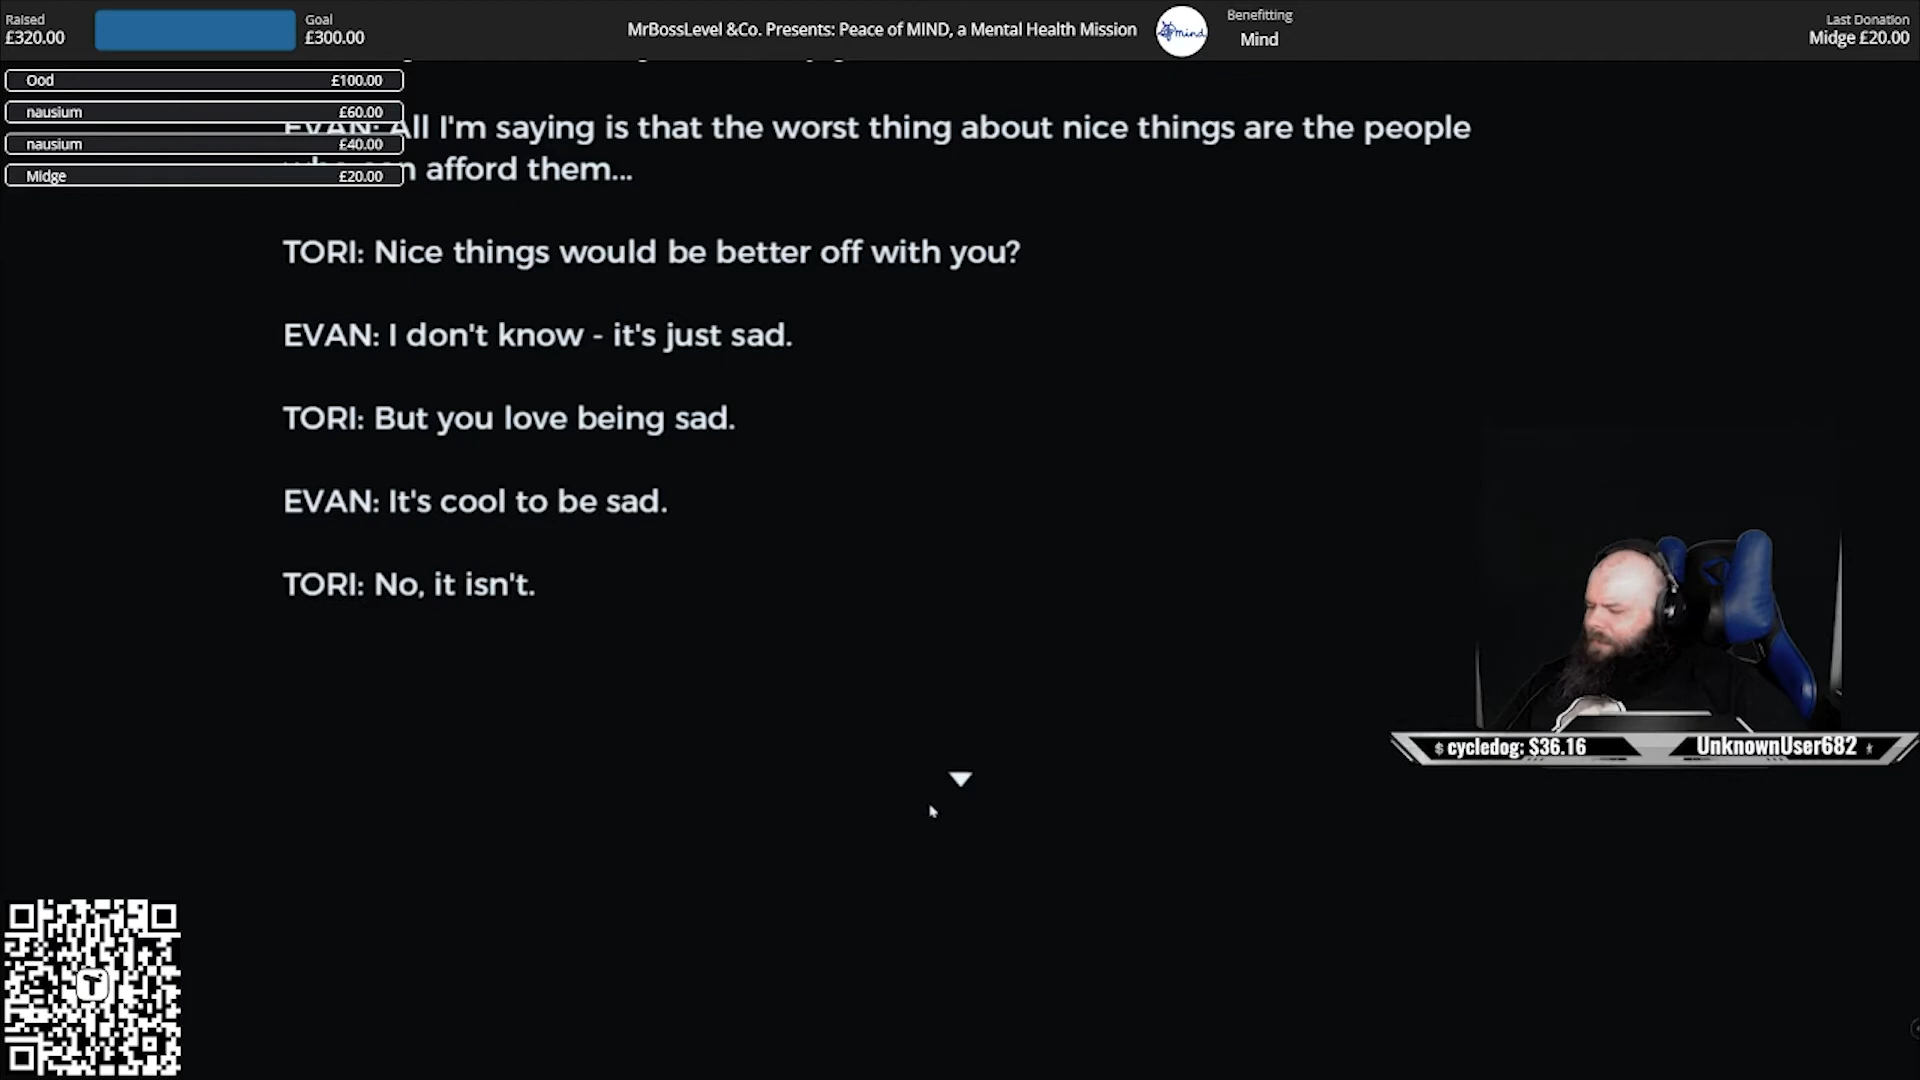 Raised
£320.00
Goal
£300.00
MrBossLevel &Co. Presents: Peace of MIND, a Mental Health Mission
mind
Benefitting
Mind
Last Donation
Midge £20.00
Ood £100.00
nausium £60.00
nausium £40.00
Midge £20.00
EVAN: All I'm saying is that the worst thing about nice things are the people
afford them...
TORI: Nice things would be better off with you?
EVAN: I don't know - it's just sad.
TORI: But you love being sad.
EVAN: It's cool to be sad.
TORI: No, it isn't.
$ cycledog: $36.16
UnknownUser682